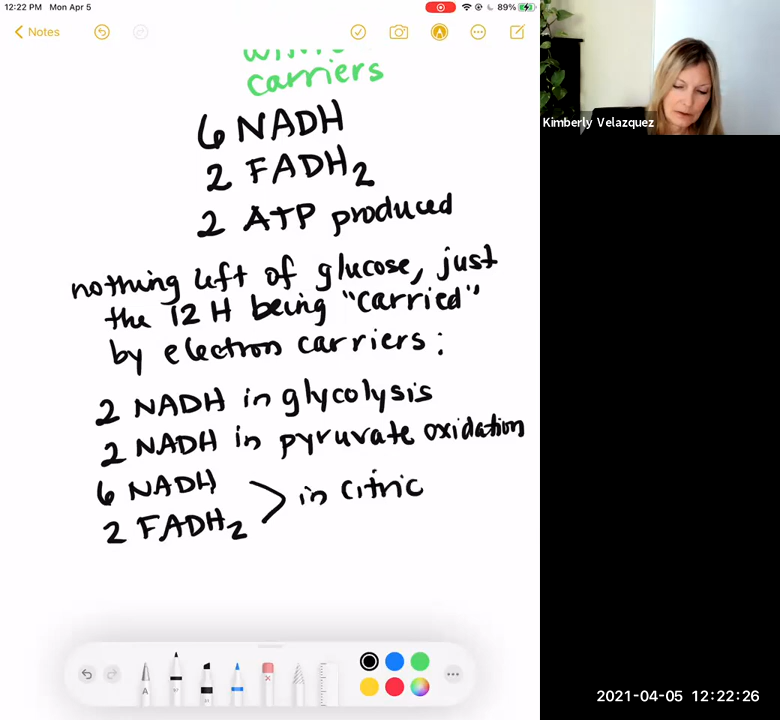 12:22 PM Mon Apr 5
89%
Notes
carriers
6 NADH
2 FADH2
2 ATP produced
nothing left of glucose, just
the 12 H being "carried"
by electron carriers:
2 NADH in glycolysis
2 NADH in pyruvate oxidation
6 NADH
2 FADH2
> in citric
Kimberly Velazquez
A
2021-04-05 12:22:26